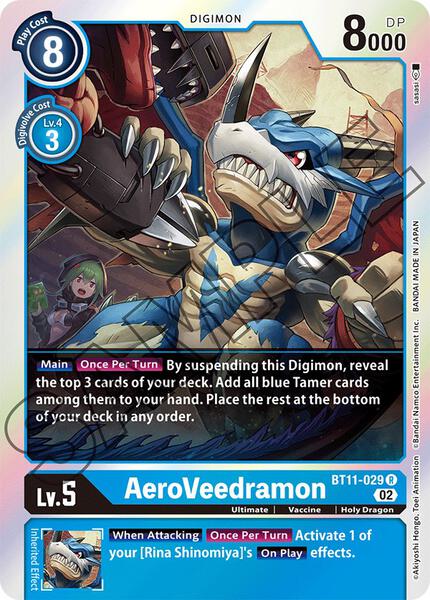 DIGIMON
Play Cost
8
Digivolve Cost
Lv.4
3
8000 DP
sasasi
BANDAI MADE IN JAPAN
©Akiyoshi Hongo, Toei Animation ©Bandai Namco Entertainment Inc.
SAMPLE
Main Once Per Turn By suspending this Digimon, reveal
the top 3 cards of your deck. Add all blue Tamer cards
among them to your hand. Place the rest at the bottom
of your deck in any order.
Lv.5
AeroVeedramon
BT11-029 R
02
Ultimate | Vaccine | Holy Dragon
Inherited Effect
When Attacking Once Per Turn Activate 1 of
your [Rina Shinomiya]'s On Play effects.